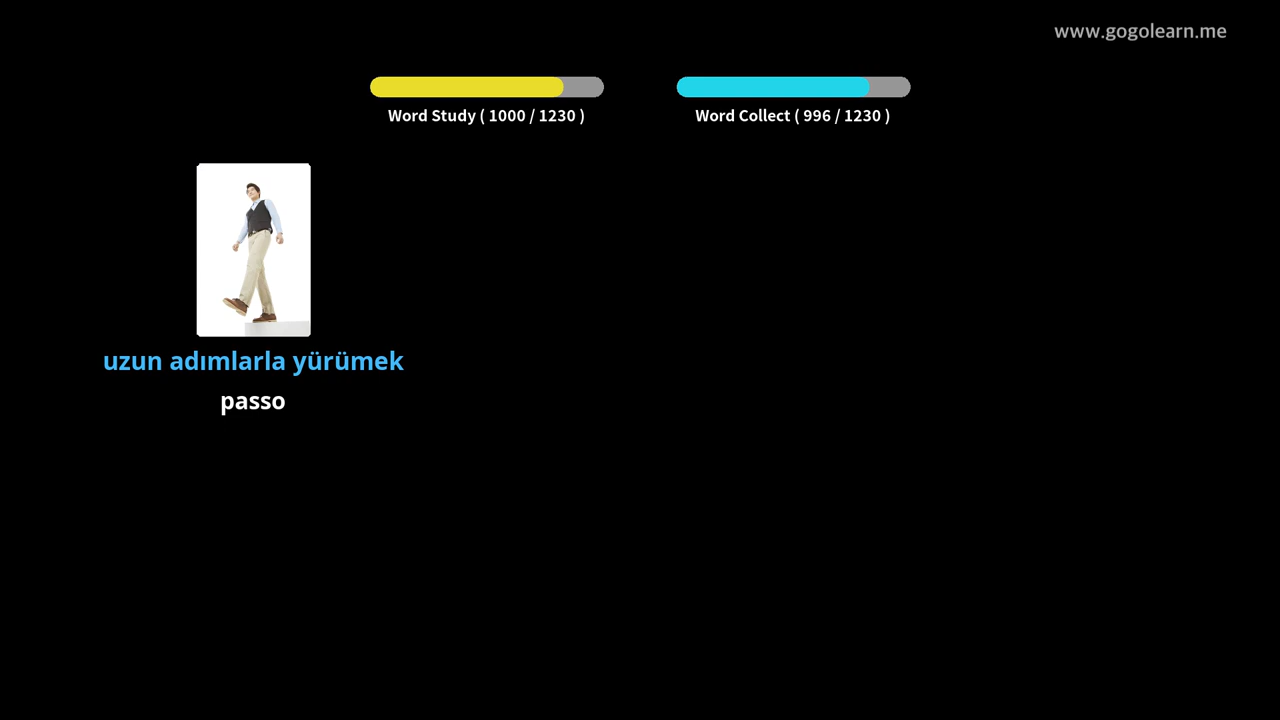 www.gogolearn.me
Word Study ( 1000 / 1230 )
Word Collect ( 996 / 1230 )
uzun adımlarla yürümek
passo